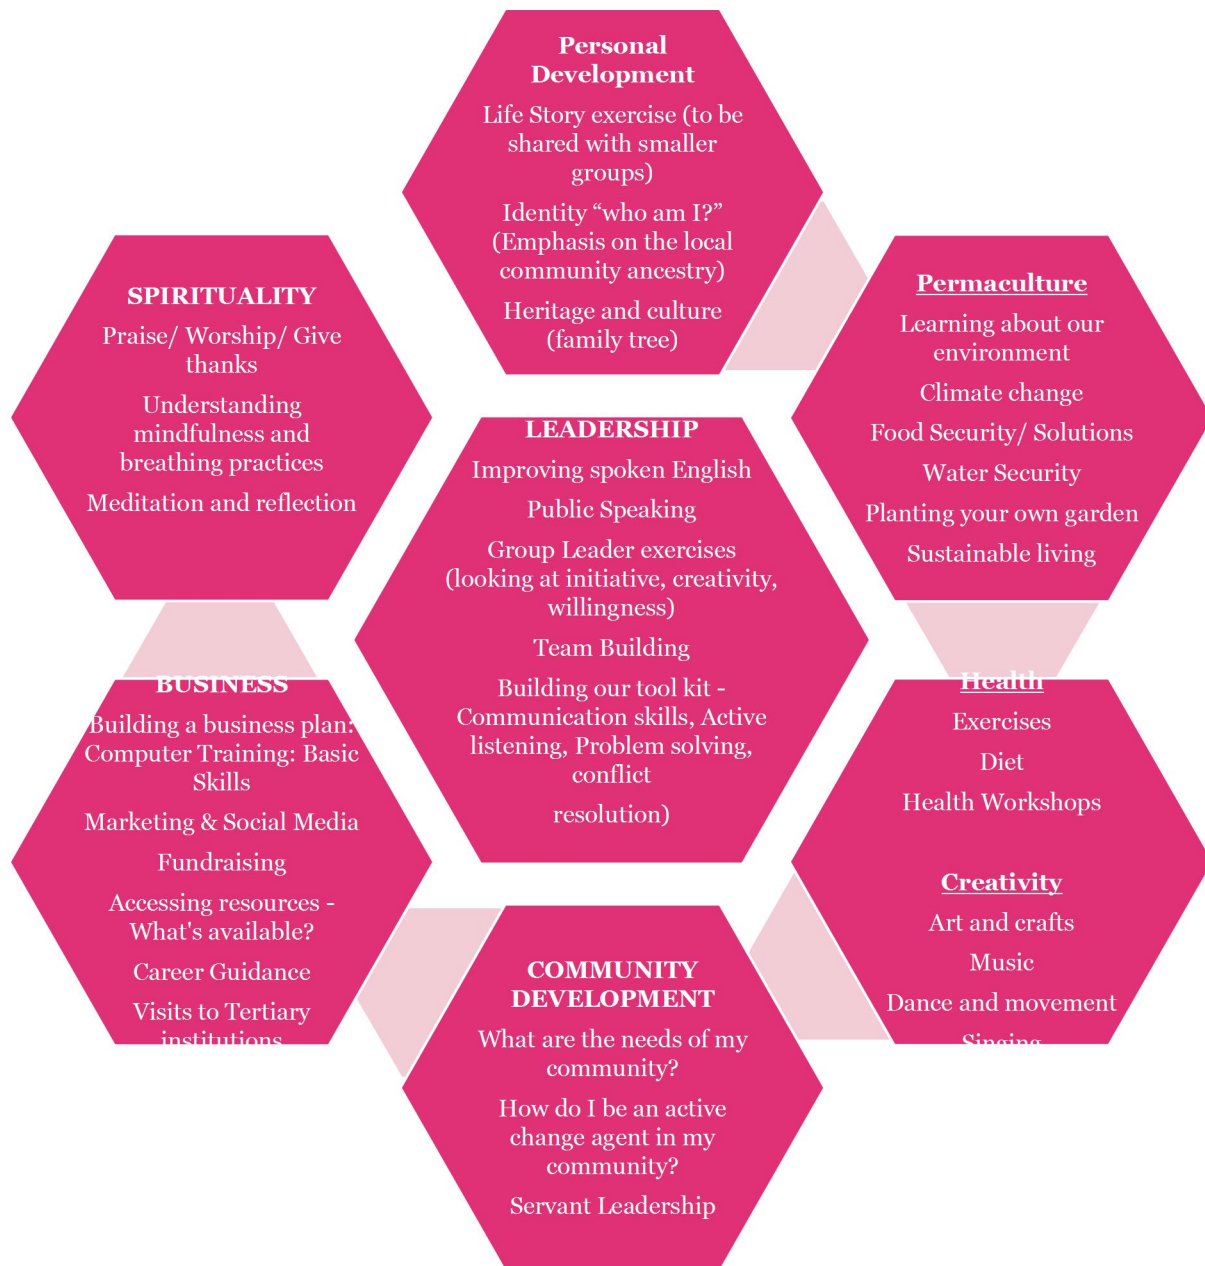 Personal
Development
Life Story exercise (to be
shared with smaller
groups)
Identity “who am I?”
(Emphasis on the local
community ancestry)
Heritage and culture
(family tree)
Permaculture
Learning about our
environment
Climate change
Food Security/ Solutions
Water Security
Planting your own garden
Sustainable living
Health
Exercises
Diet
Health Workshops
Creativity
Art and crafts
Music
Dance and movement
Singing
COMMUNITY
DEVELOPMENT
What are the needs of my
community?
How do I be an active
change agent in my
community?
Servant Leadership
BUSINESS
Building a business plan:
Computer Training: Basic
Skills
Marketing & Social Media
Fundraising
Accessing resources -
What's available?
Career Guidance
Visits to Tertiary
institutions
SPIRITUALITY
Praise/ Worship/ Give
thanks
Understanding
mindfulness and
breathing practices
Meditation and reflection
LEADERSHIP
Improving spoken English
Public Speaking
Group Leader exercises
(looking at initiative, creativity,
willingness)
Team Building
Building our tool kit -
Communication skills, Active
listening, Problem solving,
conflict
resolution)